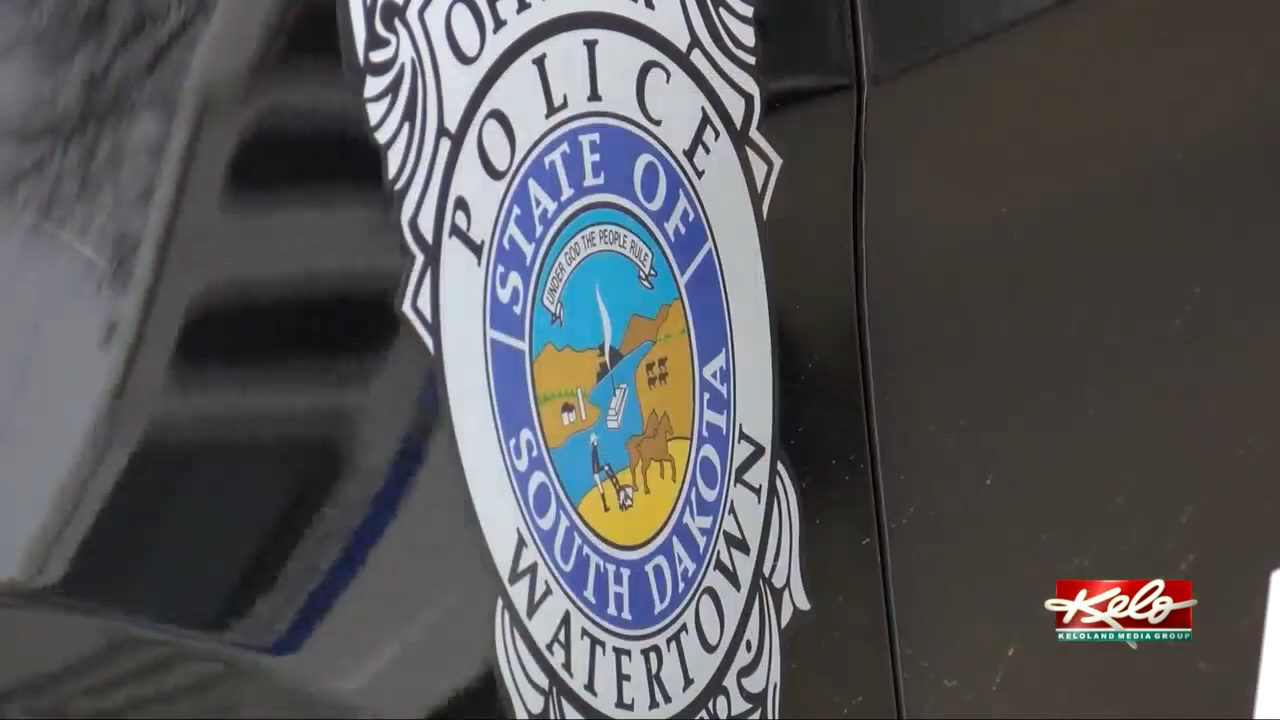 POLICE
STATE OF
UNDER GOD THE PEOPLE RULE
SOUTH DAKOTA
WATERTOWN
Kelo
KELOLAND MEDIA GROUP